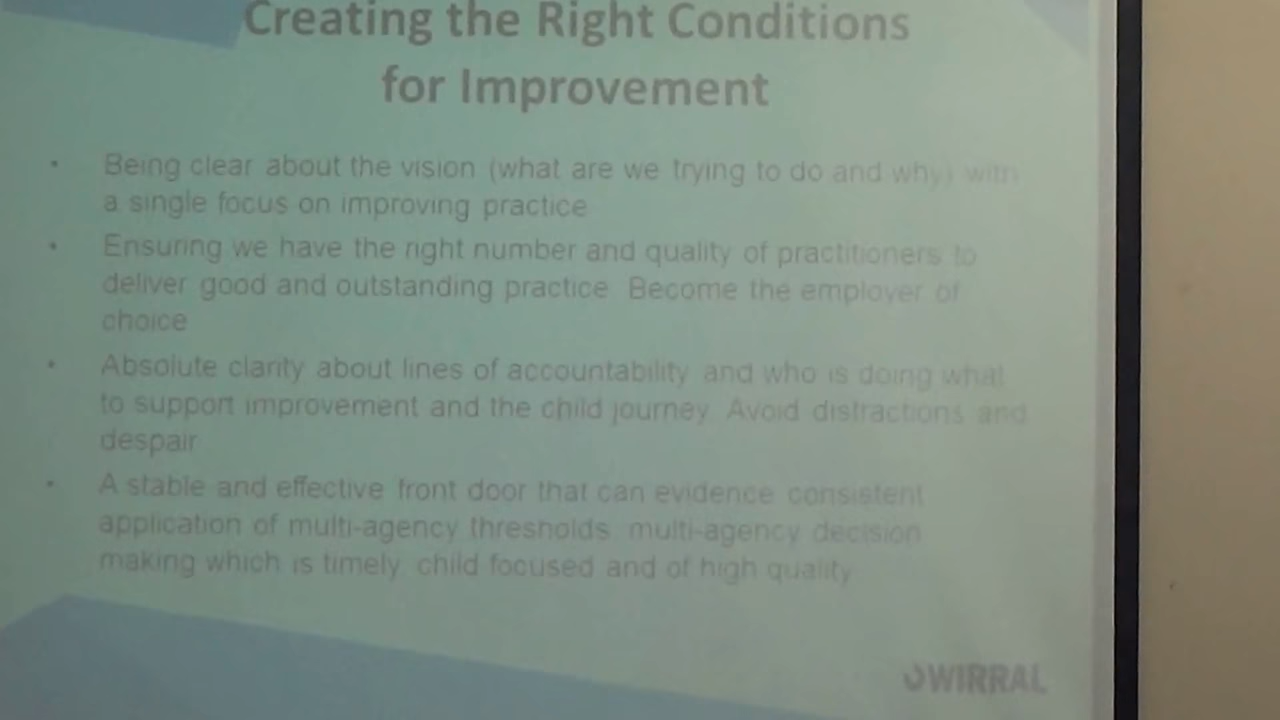 Creating the Right Conditions
for Improvement
• Being clear about the vision (what are we trying to do and why) with
a single focus on improving practice
• Ensuring we have the right number and quality of practitioners to
deliver good and outstanding practice. Become the employer of
choice
• Absolute clarity about lines of accountability and who is doing what
to support improvement and the child journey. Avoid distractions and
despair
• A stable and effective front door that can evidence consistent
application of multi-agency thresholds, multi-agency decision
making which is timely, child focused and of high quality
WIRRAL